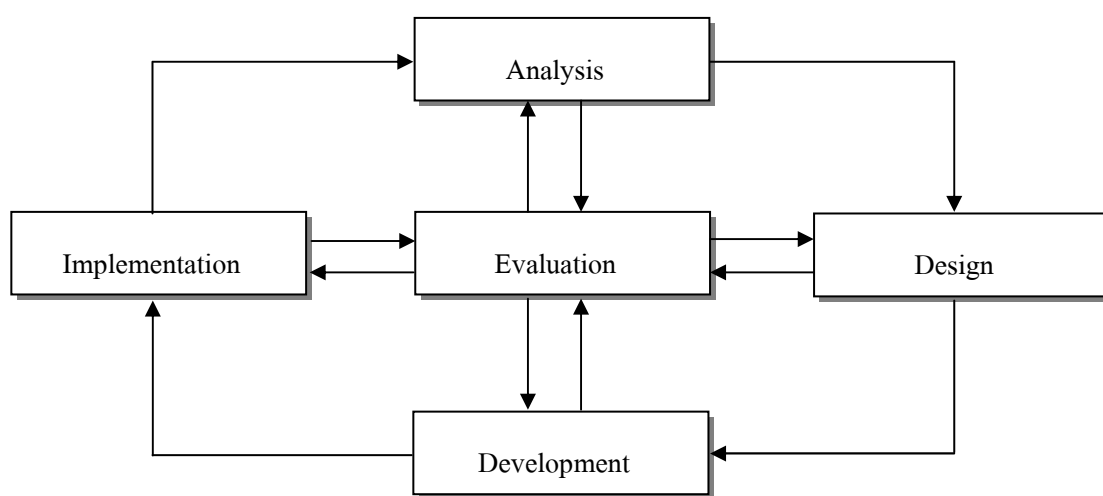 Analysis
Implementation
Evaluation
Design
Development